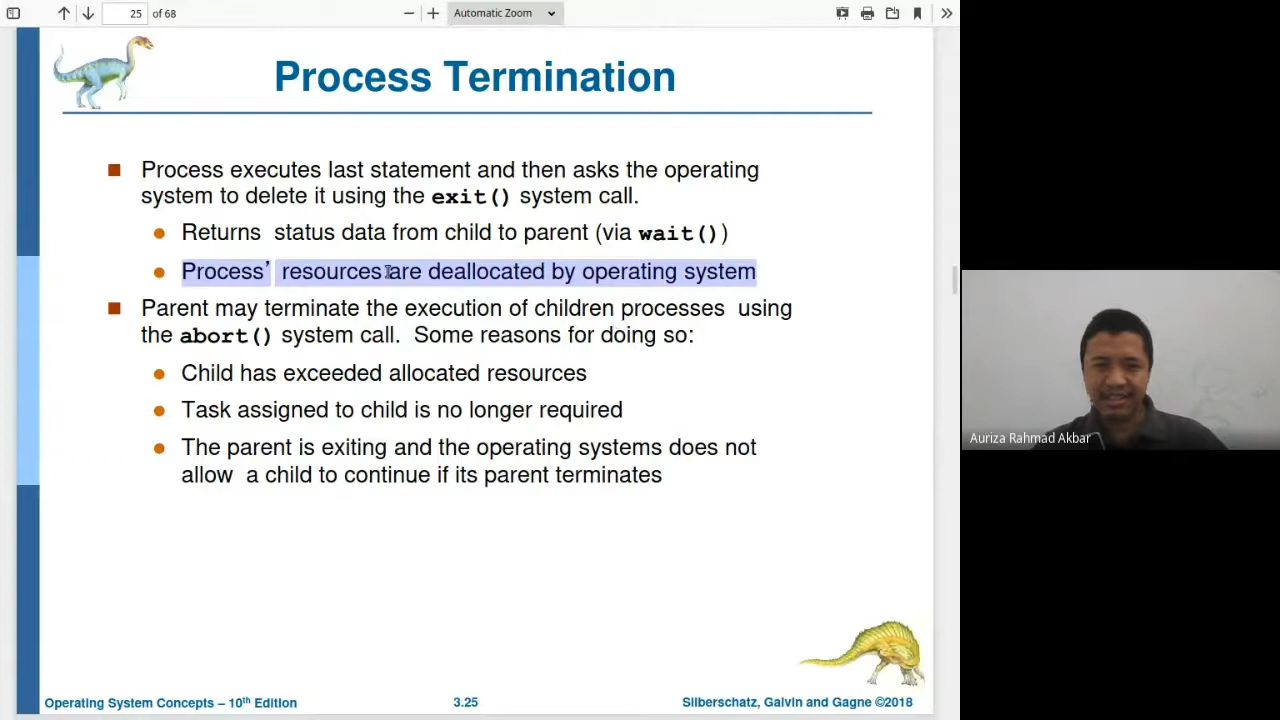 25 of 68 Automatic Zoom
Process Termination
Process executes last statement and then asks the operating
system to delete it using the exit() system call.
Returns  status data from child to parent (via wait())
Process’  resources are deallocated by operating system
Parent may terminate the execution of children processes  using
the abort() system call.  Some reasons for doing so:
Child has exceeded allocated resources
Task assigned to child is no longer required
The parent is exiting and the operating systems does not
allow  a child to continue if its parent terminates
Auriza Rahmad Akbar
Operating System Concepts – 10th Edition 3.25 Silberschatz, Galvin and Gagne ©2018